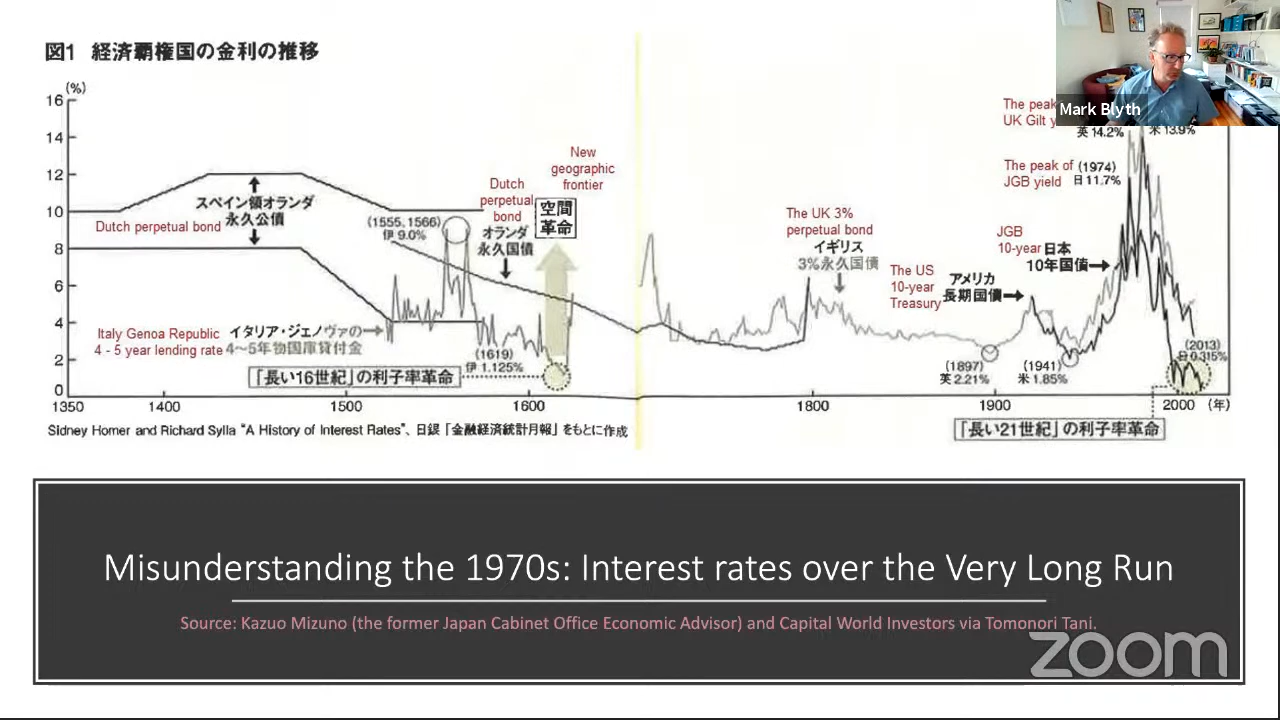 図1 経済覇権国の金利の推移
(%)
16
14
12
10
8
6
4
2
0
1350
1400
1500
1600
1800
1900
2000
(年)
スペイン領オランダ
永久公債
Dutch perpetual bond
Italy Genoa Republic
4 - 5 year lending rate
イタリア・ジェノヴァの
4〜5年物国庫貸付金
(1555, 1566)
伊 9.0%
Dutch
perpetual
bond
オランダ
永久国債
New
geographic
frontier
空間
革命
(1619)
伊 1.125%
「長い16世紀」の利子率革命
The UK 3%
perpetual bond
イギリス
3%永久国債
The US
10-year
Treasury
アメリカ
長期国債
(1897)
英 2.21%
(1941)
米 1.85%
JGB
10-year
日本
10年国債
The peak
UK Gilt y
英 14.2%
米 13.9%
The peak of
JGB yield
(1974)
日 11.7%
(2013)
日 0.315%
「長い21世紀」の利子率革命
Sidney Homer and Richard Sylla "A History of Interest Rates"、日銀「金融経済統計月報」をもとに作成
Mark Blyth
Misunderstanding the 1970s: Interest rates over the Very Long Run
Source: Kazuo Mizuno (the former Japan Cabinet Office Economic Advisor) and Capital World Investors via Tomonori Tani.
zoom